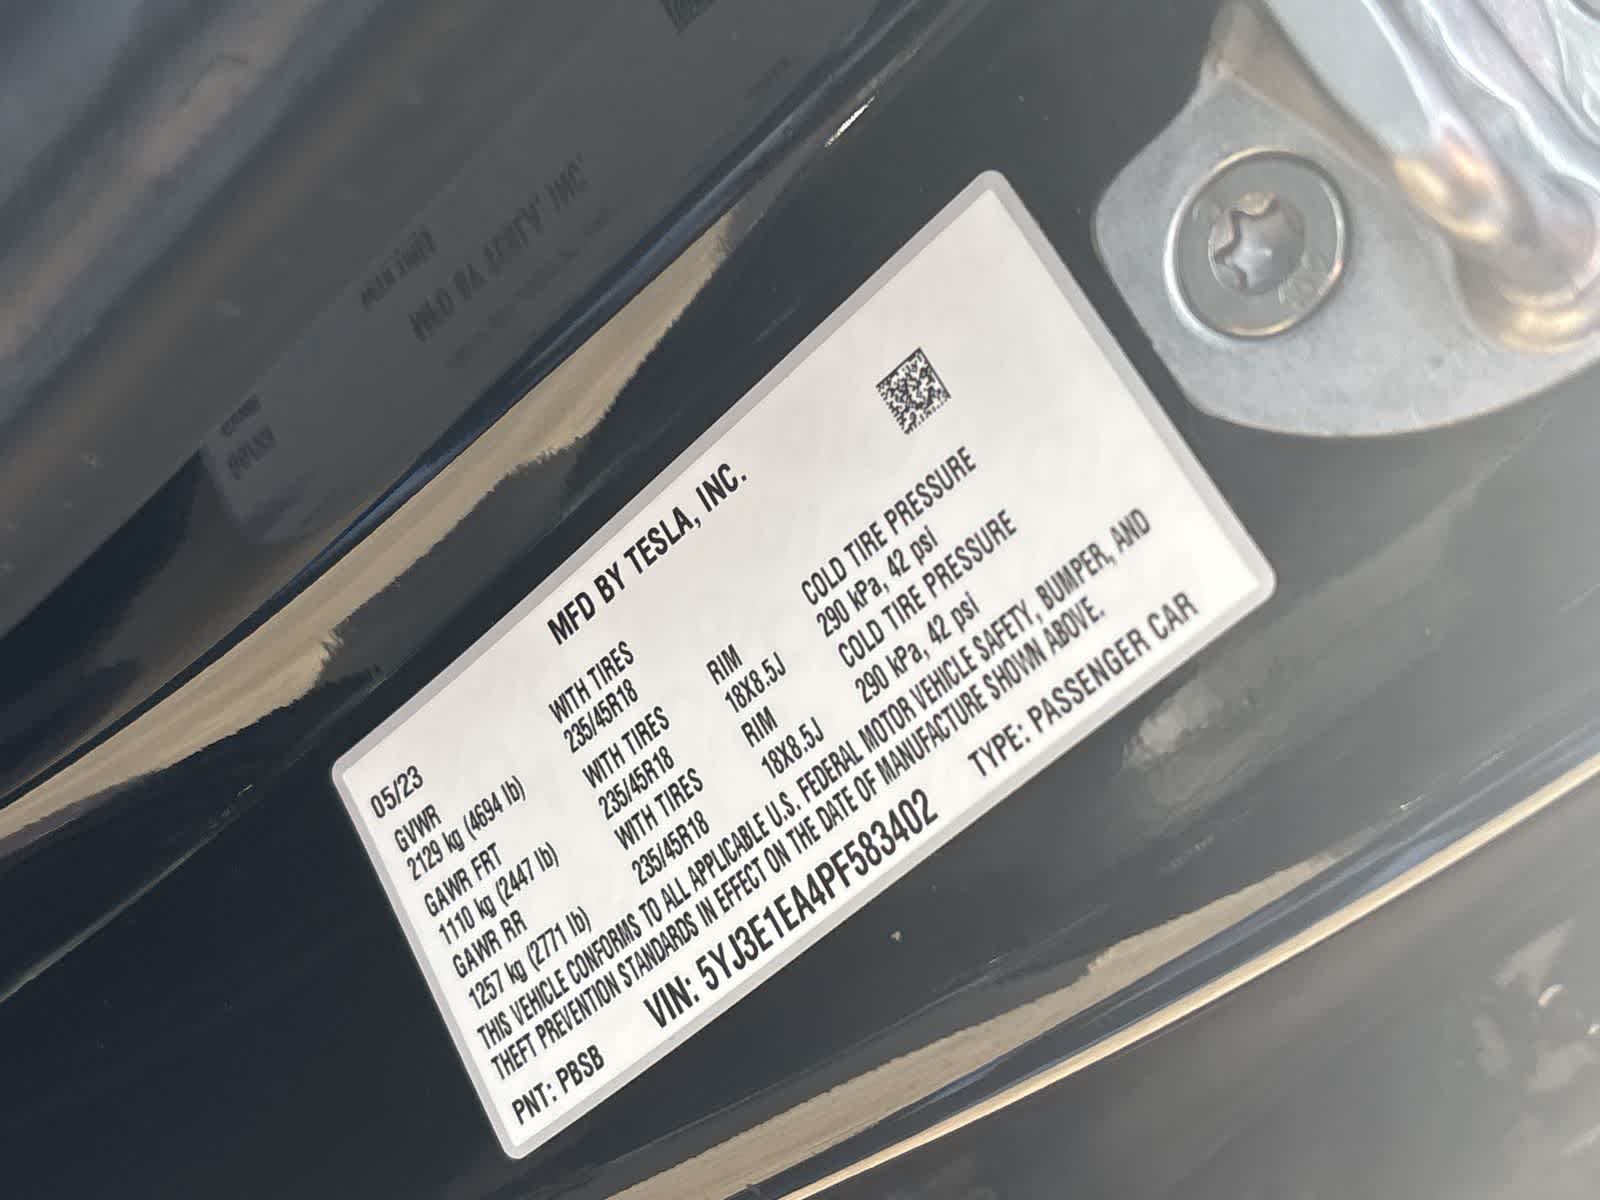 MFD BY TESLA, INC.
05/23
GVWR WITH TIRES
2129 kg (4694 lb) 235/45R18 RIM COLD TIRE PRESSURE
GAWR FRT WITH TIRES 18X8.5J 290 kPa, 42 psi
1110 kg (2447 lb) 235/45R18 RIM COLD TIRE PRESSURE
GAWR RR WITH TIRES 18X8.5J 290 kPa, 42 psi
1257 kg (2771 lb) 235/45R18
THIS VEHICLE CONFORMS TO ALL APPLICABLE U.S. FEDERAL MOTOR VEHICLE SAFETY, BUMPER, AND
THEFT PREVENTION STANDARDS IN EFFECT ON THE DATE OF MANUFACTURE SHOWN ABOVE.
VIN: 5YJ3E1EA4PF583402
PNT: PBSB TYPE: PASSENGER CAR